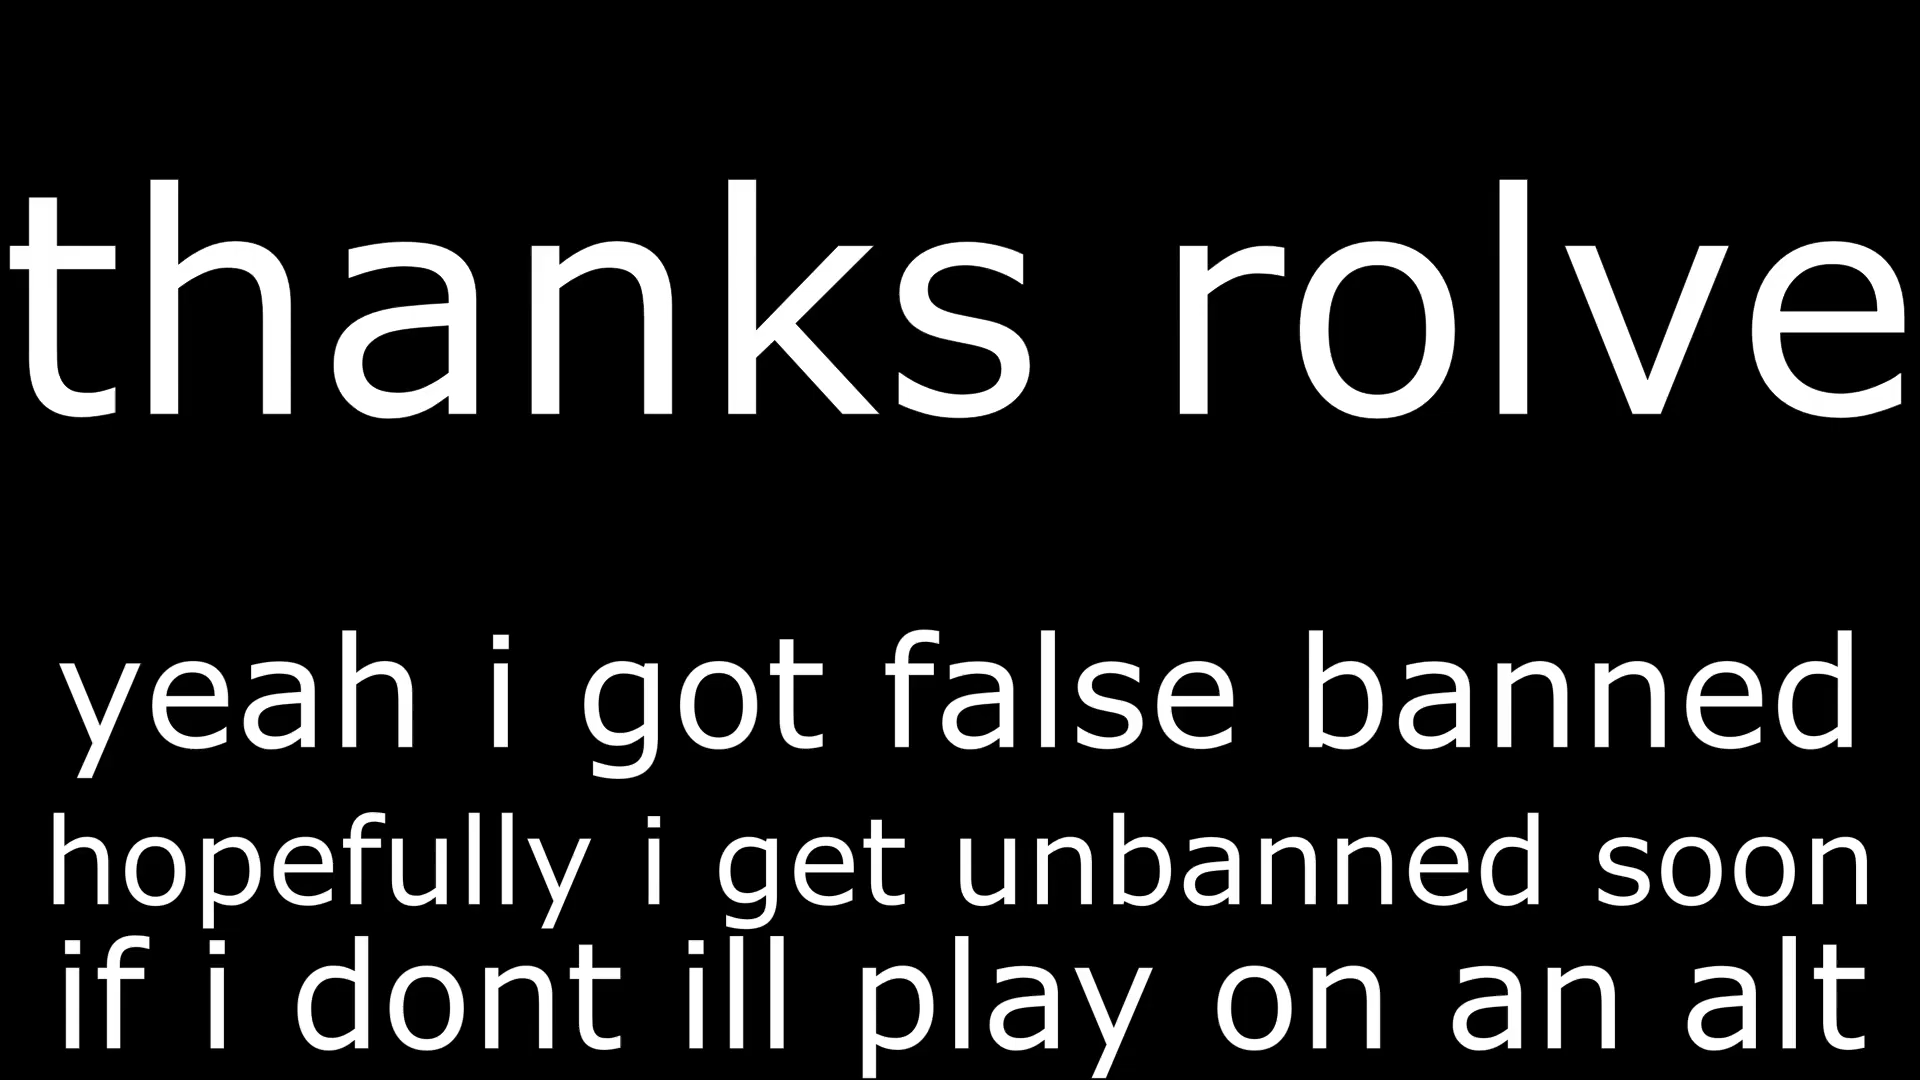 thanks rolve
yeah i got false banned
hopefully i get unbanned soon
if i dont ill play on an alt